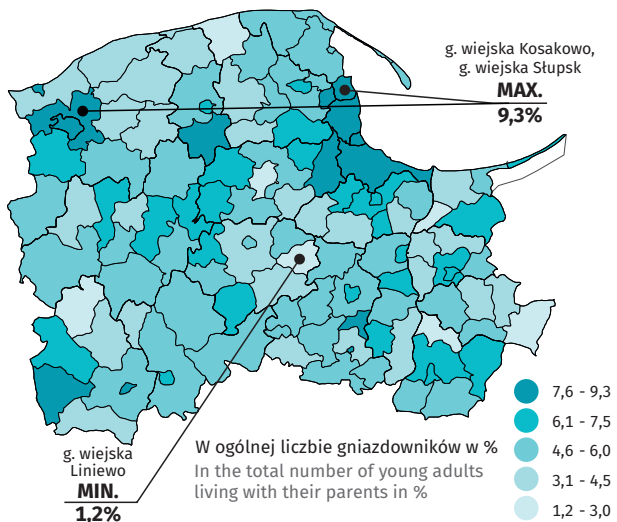 g. wiejska Kosakowo,
g. wiejska Słupsk
MAX.
9,3%
g. wiejska
Liniewo
MIN.
1,2%
W ogólnej liczbie gniazdowników w %
In the total number of young adults
living with their parents in %
7,6 - 9,3
6,1 - 7,5
4,6 - 6,0
3,1 - 4,5
1,2 - 3,0